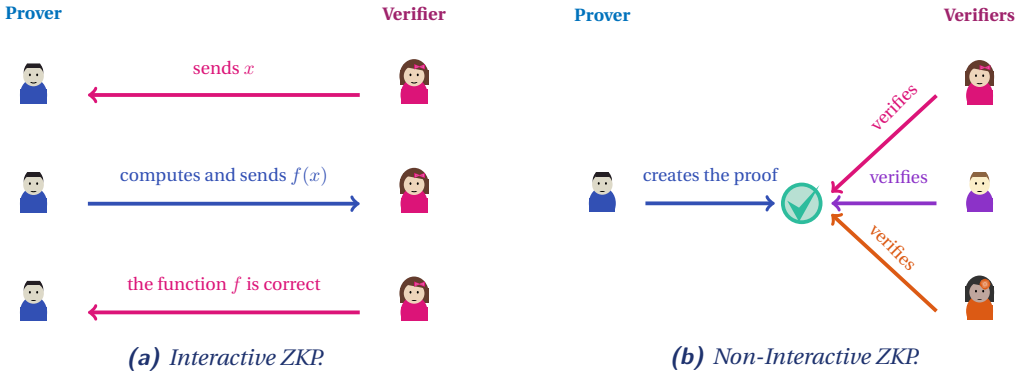 Prover
Verifier
sends x
computes and sends f(x)
the function f is correct
(a) Interactive ZKP.
Prover
Verifiers
creates the proof
verifies
verifies
verifies
(b) Non-Interactive ZKP.